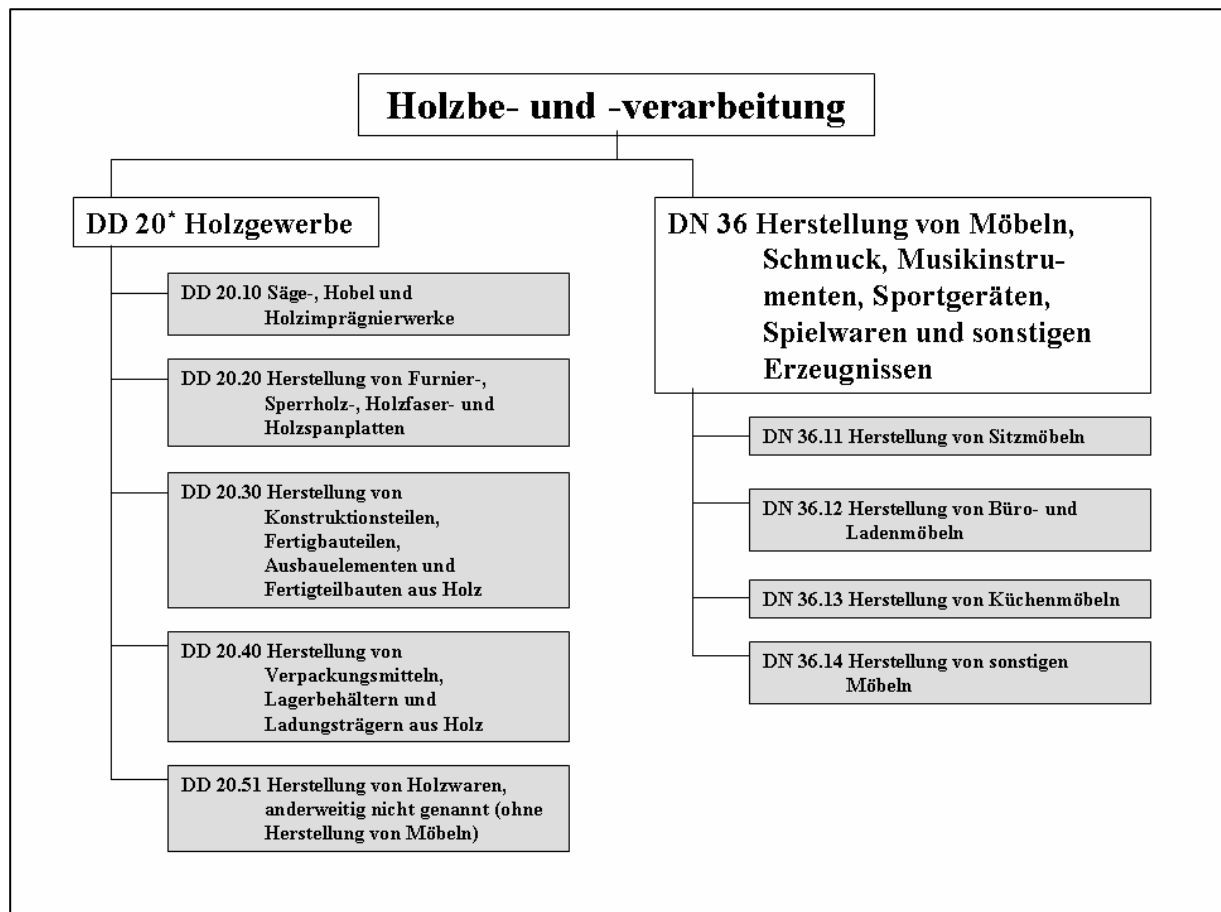 Holzbe- und -verarbeitung
DD 20* Holzgewerbe
DD 20.10 Säge-, Hobel und
Holzimprägnierwerke
DD 20.20 Herstellung von Furnier-,
Sperrholz-, Holzfaser- und
Holzspanplatten
DD 20.30 Herstellung von
Konstruktionsteilen,
Fertigbauteilen,
Ausbauelementen und
Fertigteilbauten aus Holz
DD 20.40 Herstellung von
Verpackungsmitteln,
Lagerbehältern und
Ladungsträgern aus Holz
DD 20.51 Herstellung von Holzwaren,
anderweitig nicht genannt (ohne
Herstellung von Möbeln)
DN 36 Herstellung von Möbeln,
Schmuck, Musikinstru-
menten, Sportgeräten,
Spielwaren und sonstigen
Erzeugnissen
DN 36.11 Herstellung von Sitzmöbeln
DN 36.12 Herstellung von Büro- und
Ladenmöbeln
DN 36.13 Herstellung von Küchenmöbeln
DN 36.14 Herstellung von sonstigen
Möbeln